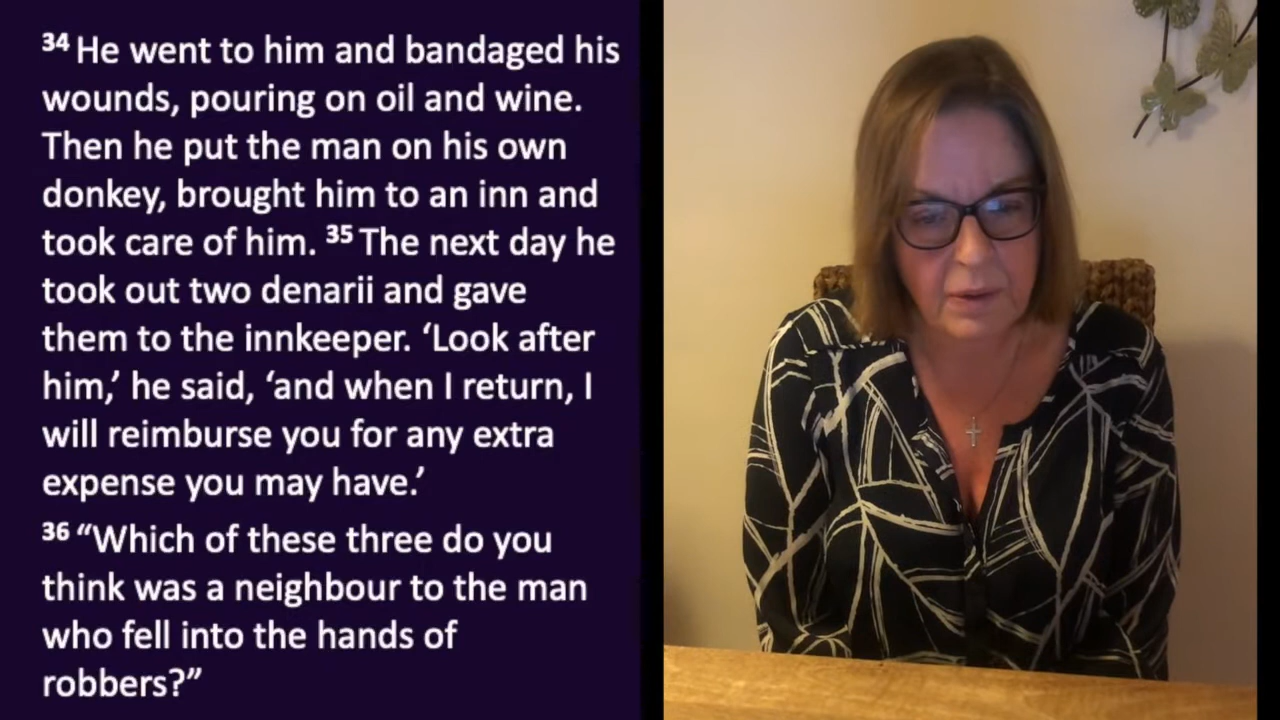 34 He went to him and bandaged his
wounds, pouring on oil and wine.
Then he put the man on his own
donkey, brought him to an inn and
took care of him. 35 The next day he
took out two denarii and gave
them to the innkeeper. ‘Look after
him,’ he said, ‘and when I return, I
will reimburse you for any extra
expense you may have.’
36 “Which of these three do you
think was a neighbour to the man
who fell into the hands of
robbers?”